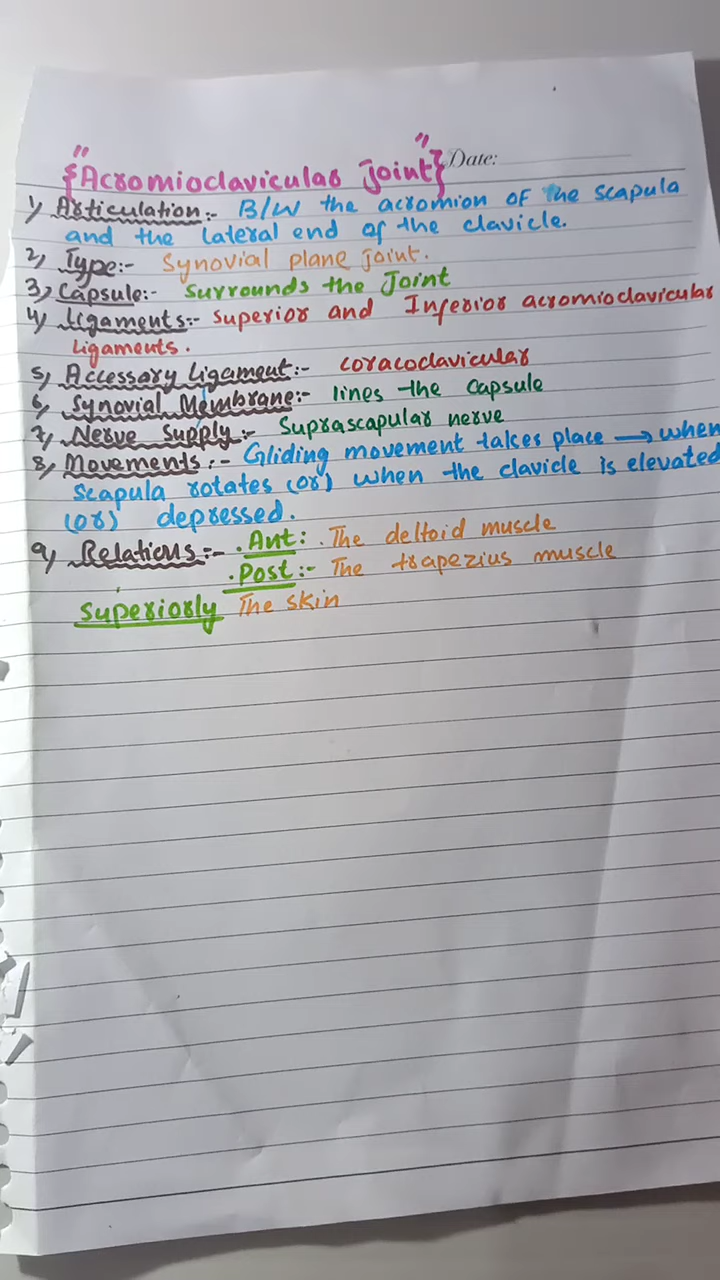 "{Acromioclavicular joint}"
Date:
1) Articulation:- B/W the acromion of the scapula
and the lateral end of the clavicle.
2) Type:- Synovial plane joint.
3) Capsule:- Surrounds the Joint
4) Ligaments:- Superior and Inferior acromioclavicular
Ligaments.
5) Accessory Ligament:- coracoclavicular
6) Synovial Membrane:- lines the capsule
7) Nerve Supply:- Suprascapular nerve
8) Movements:- Gliding movement takes place → when
scapula rotates (or) when the clavicle is elevated
(or) depressed.
9) Relations:- .Ant: .The deltoid muscle
.Post:- The trapezius muscle
Superiorly The skin